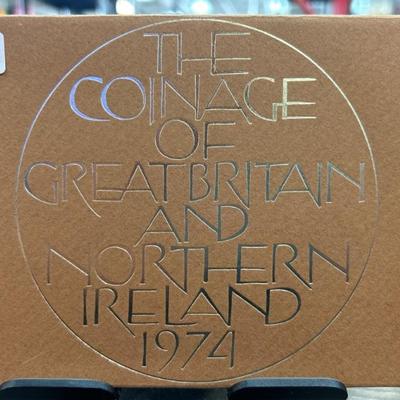 THE
COINAGE
OF
GREAT BRITAIN
AND
NORTHERN
IRELAND
1974